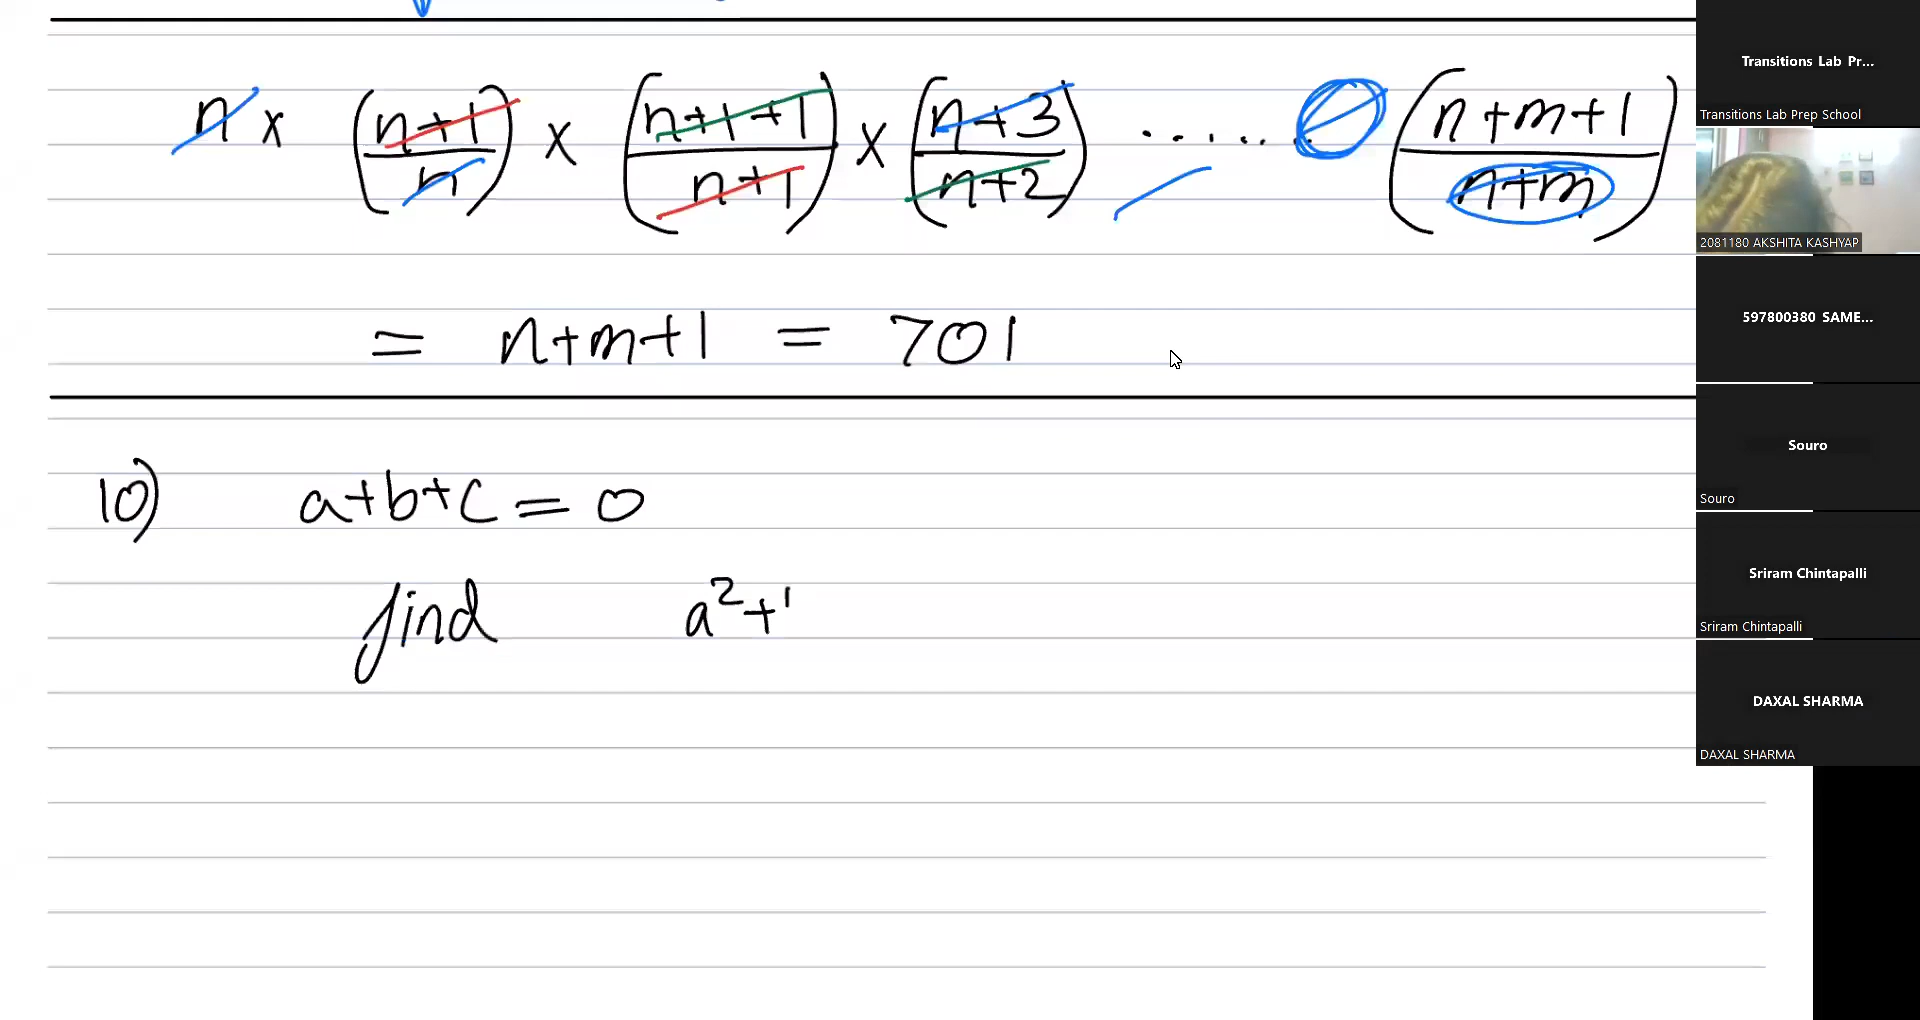 n x (n+1/n) x (n+1+1/n+1) x (n+3/n+2) ...... (n+m+1/n+m)
= n+m+1 = 701
10) a+b+c = 0
find a²+
Transitions Lab Pr...
Transitions Lab Prep School
2081180 AKSHITA KASHYAP
597800380 SAME...
Souro
Souro
Sriram Chintapalli
Sriram Chintapalli
DAXAL SHARMA
DAXAL SHARMA